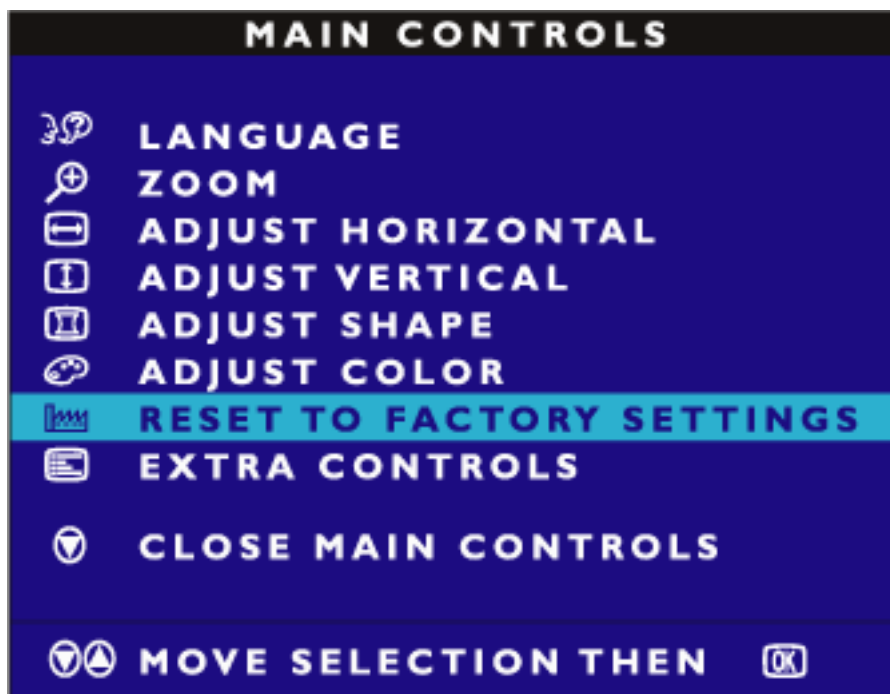 MAIN CONTROLS
LANGUAGE
ZOOM
ADJUST HORIZONTAL
ADJUST VERTICAL
ADJUST SHAPE
ADJUST COLOR
RESET TO FACTORY SETTINGS
EXTRA CONTROLS
CLOSE MAIN CONTROLS
MOVE SELECTION THEN OK